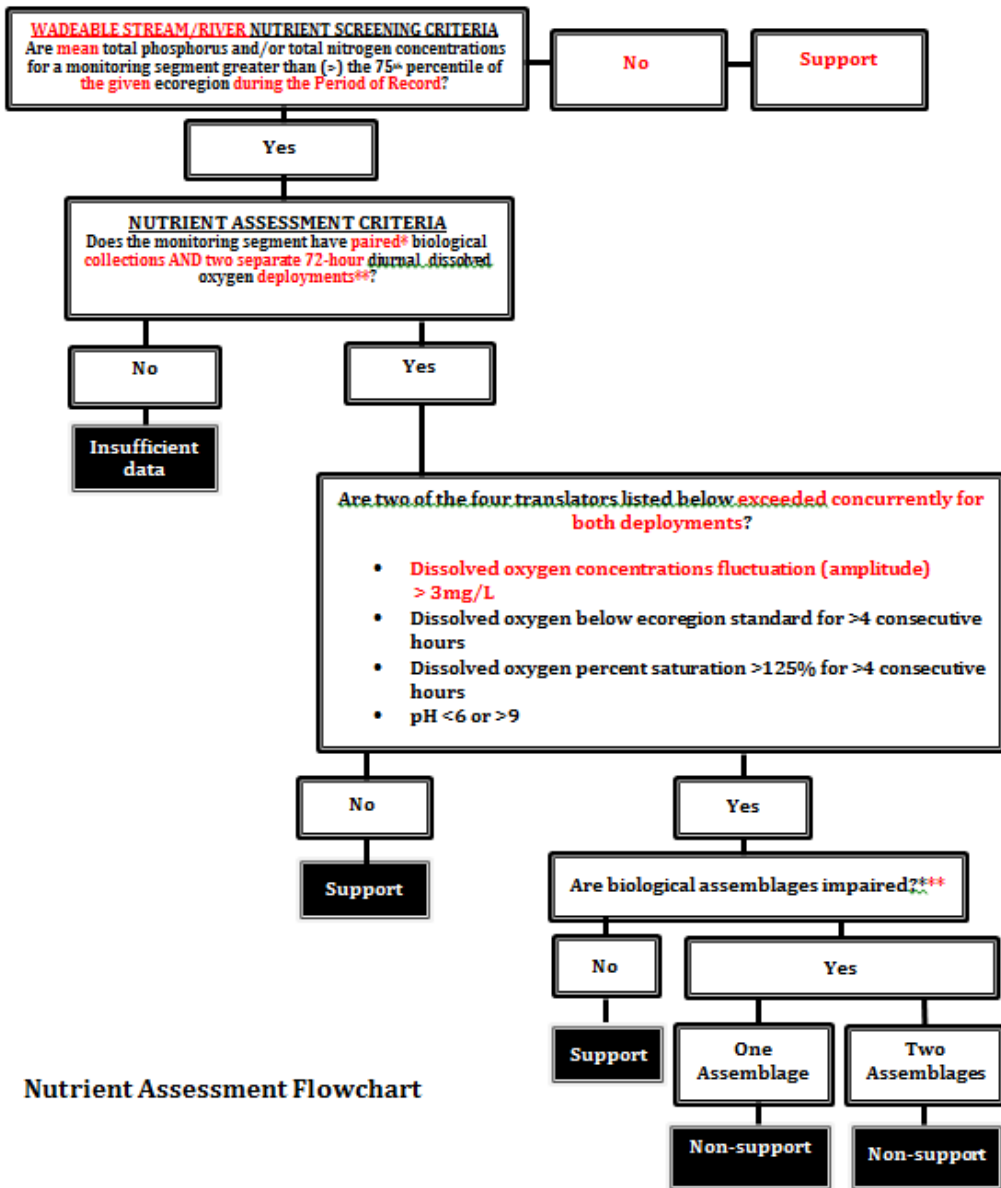 WADEABLE STREAM/RIVER NUTRIENT SCREENING CRITERIA
Are mean total phosphorus and/or total nitrogen concentrations
for a monitoring segment greater than (>) the 75th percentile of
the given ecoregion during the Period of Record?
No
Support
Yes
NUTRIENT ASSESSMENT CRITERIA
Does the monitoring segment have paired* biological
collections AND two separate 72-hour diurnal dissolved
oxygen deployments**?
No
Yes
Insufficient
data
Are two of the four translators listed below exceeded concurrently for
both deployments?
• Dissolved oxygen concentrations fluctuation (amplitude)
> 3mg/L
• Dissolved oxygen below ecoregion standard for >4 consecutive
hours
• Dissolved oxygen percent saturation >125% for >4 consecutive
hours
• pH <6 or >9
No
Yes
Support
Are biological assemblages impaired?***
No
Yes
Support
One
Assemblage
Two
Assemblages
Nutrient Assessment Flowchart
Non-support
Non-support